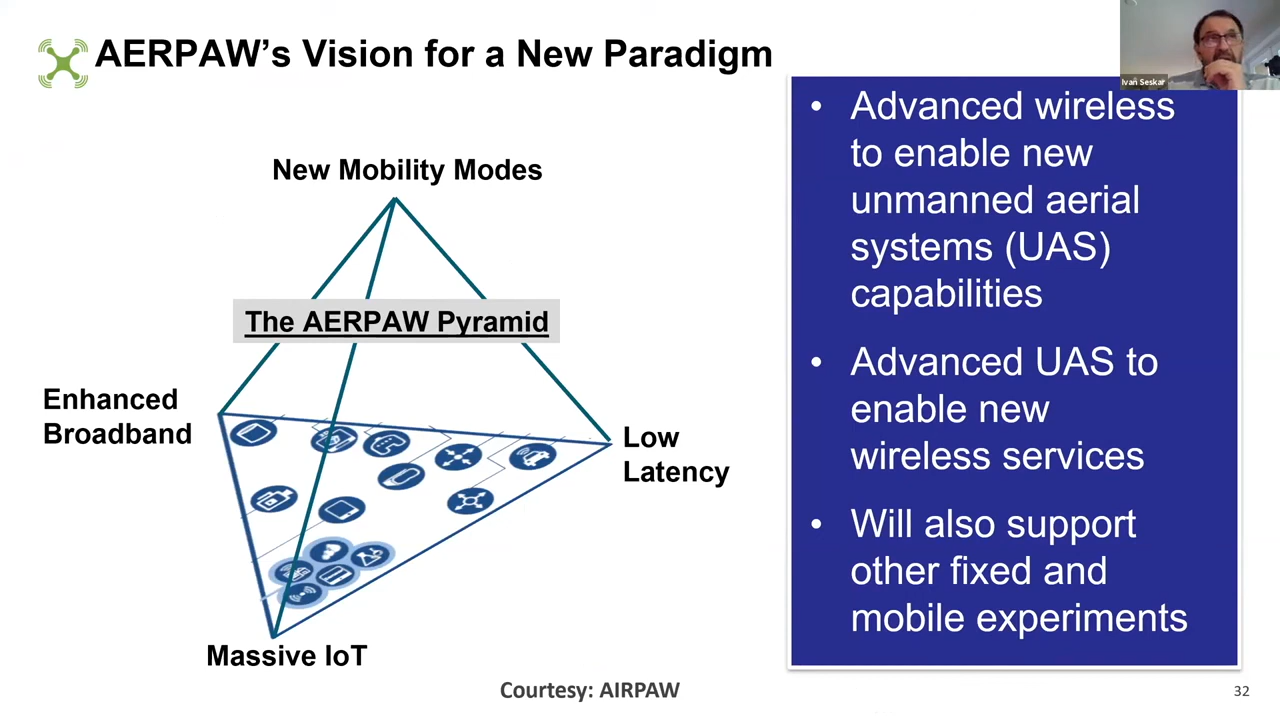 AERPAW's Vision for a New Paradigm
Ivan Seskar
New Mobility Modes
The AERPAW Pyramid
Enhanced
Broadband
Low
Latency
Massive IoT
• Advanced wireless
to enable new
unmanned aerial
systems (UAS)
capabilities
• Advanced UAS to
enable new
wireless services
• Will also support
other fixed and
mobile experiments
Courtesy: AIRPAW
32